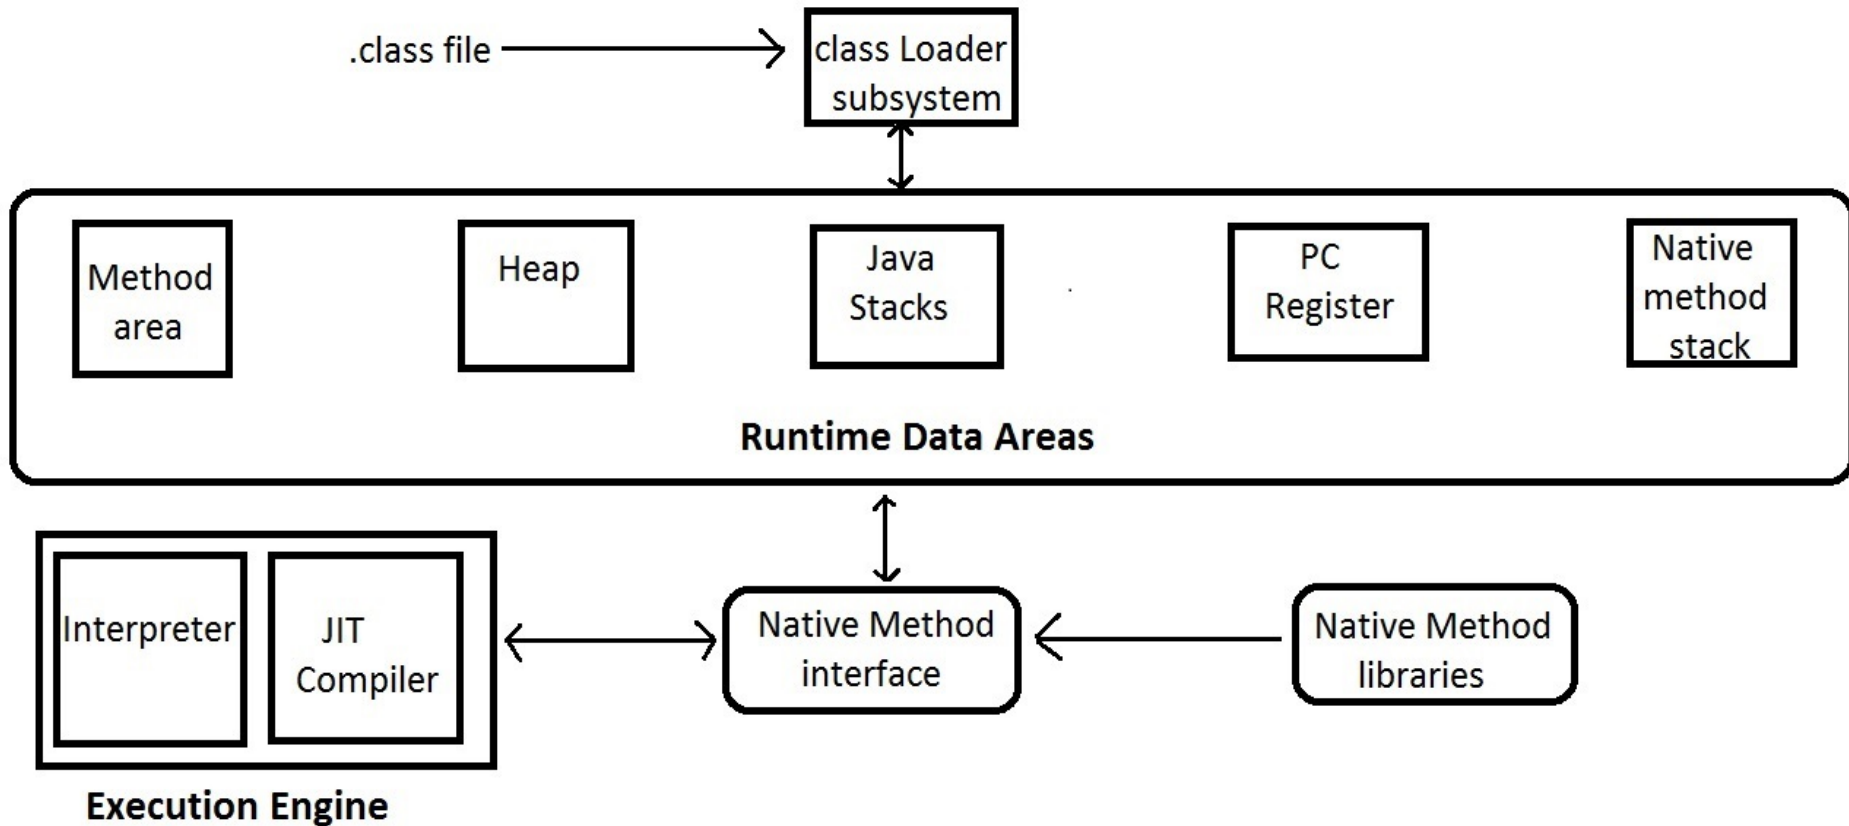 .class file
class Loader
subsystem
Method
area
Heap
Java
Stacks
PC
Register
Native
method
stack
Runtime Data Areas
Interpreter
JIT
Compiler
Execution Engine
Native Method
interface
Native Method
libraries